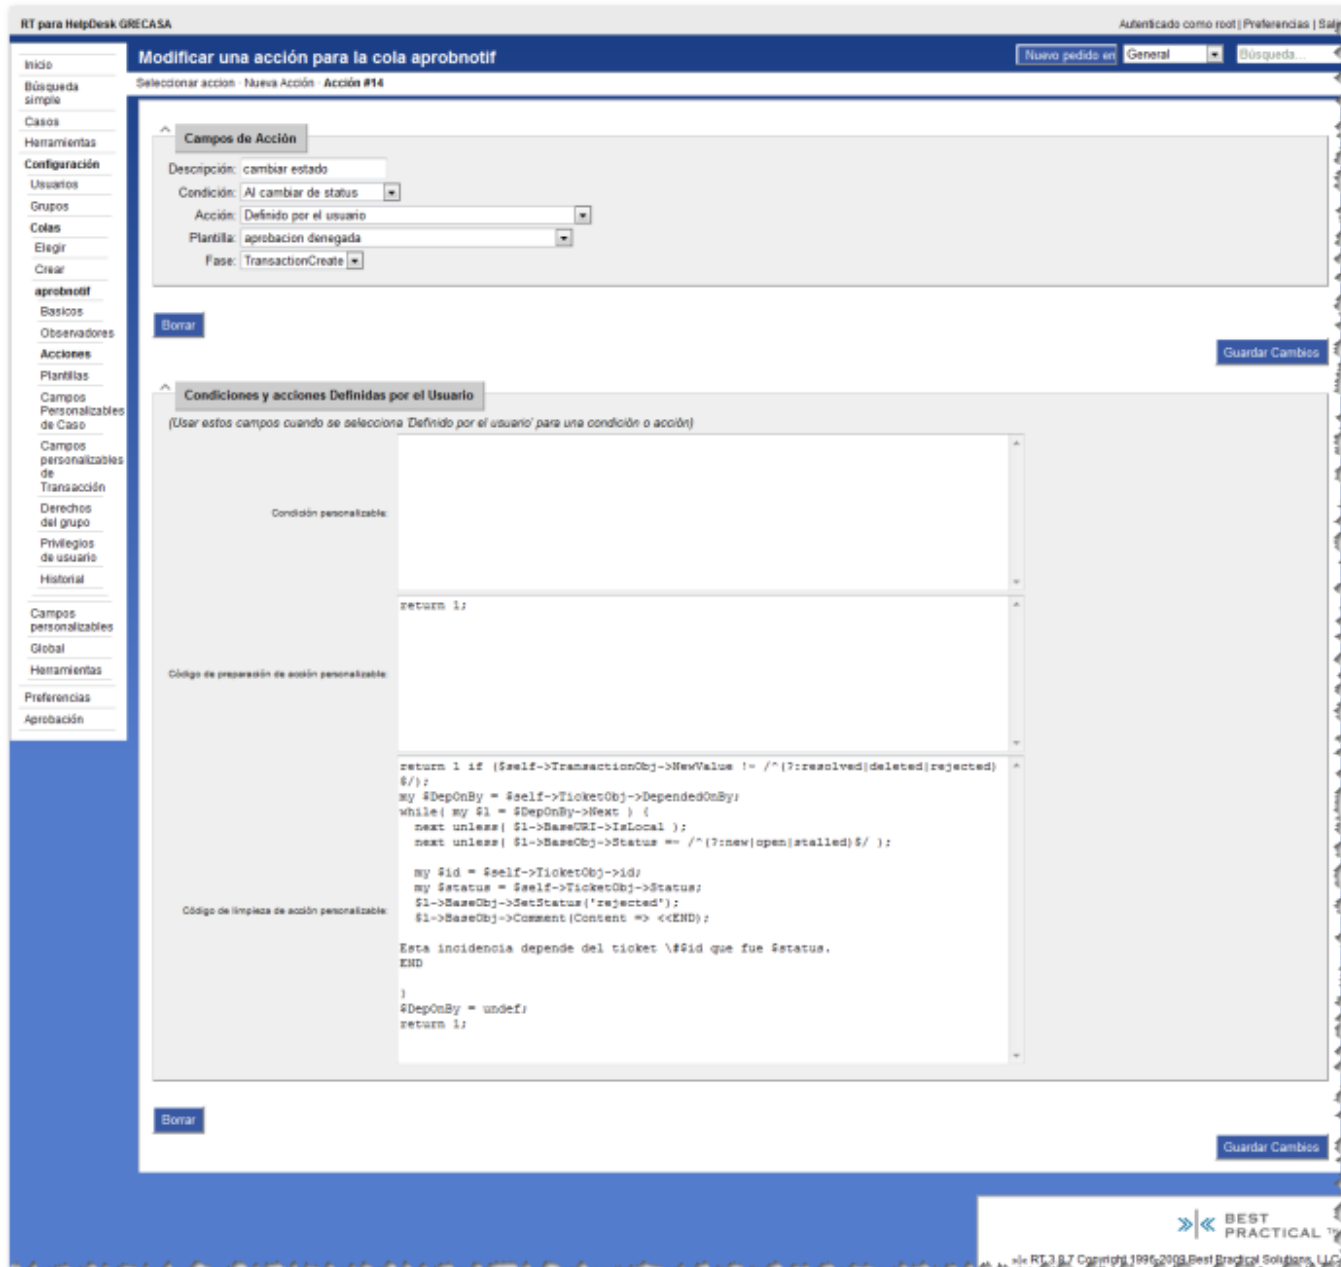 RT para HelpDesk GRECASA
Autenticado como root | Preferencias | Sali
Modificar una acción para la cola aprobnotif
Nuevo pedido en General Búsqueda...
Seleccionar accion · Nueva Acción · Acción #14
Inicio
Búsqueda
simple
Casos
Herramientas
Configuración
Usuarios
Grupos
Colas
Elegir
Crear
aprobnotif
Basicos
Observadores
Acciones
Plantillas
Campos
Personalizables
de Caso
Campos
personalizables
de
Transacción
Derechos
del grupo
Privilegios
de usuario
Historial
Campos
personalizables
Global
Herramientas
Preferencias
Aprobación
Campos de Acción
Descripción: cambiar estado
Condición: Al cambiar de status
Acción: Definido por el usuario
Plantilla: aprobacion denegada
Fase: TransactionCreate
Borrar
Guardar Cambios
Condiciones y acciones Definidas por el Usuario
(Usar estos campos cuando se selecciona 'Definido por el usuario' para una condición o acción)
Condición personalizable:
Código de preparación de acción personalizable:
return 1;
Código de limpieza de acción personalizable:
return 1 if ($self->TransactionObj->NewValue !~ /^(?:resolved|deleted|rejected)
$/);
my $DepOnBy = $self->TicketObj->DependedOnBy;
while( my $l = $DepOnBy->Next ) {
next unless( $l->BaseURI->IsLocal );
next unless( $l->BaseObj->Status =~ /^(?:new|open|stalled)$/ );
my $id = $self->TicketObj->id;
my $status = $self->TicketObj->Status;
$l->BaseObj->SetStatus('rejected');
$l->BaseObj->Comment(Content => <<END);
Esta incidencia depende del ticket \#$id que fue $status.
END
}
$DepOnBy = undef;
return 1;
Borrar
Guardar Cambios
»|« BEST
PRACTICAL ™
»|« RT 3.8.7 Copyright 1996-2009 Best Practical Solutions, LLC